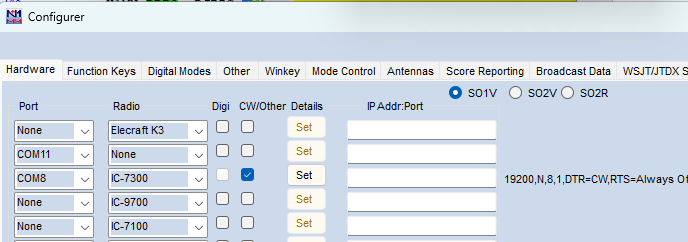 Configurer
Hardware Function Keys Digital Modes Other Winkey Mode Control Antennas Score Reporting Broadcast Data WSJT/JTDX S
SO1V SO2V SO2R
Port Radio Digi CW/Other Details IP Addr:Port
None Elecraft K3 Set
COM11 None
COM8 IC-7300 Set 19200,N,8,1,DTR=CW,RTS=Always Of
None IC-9700 Set
None IC-7100 Set